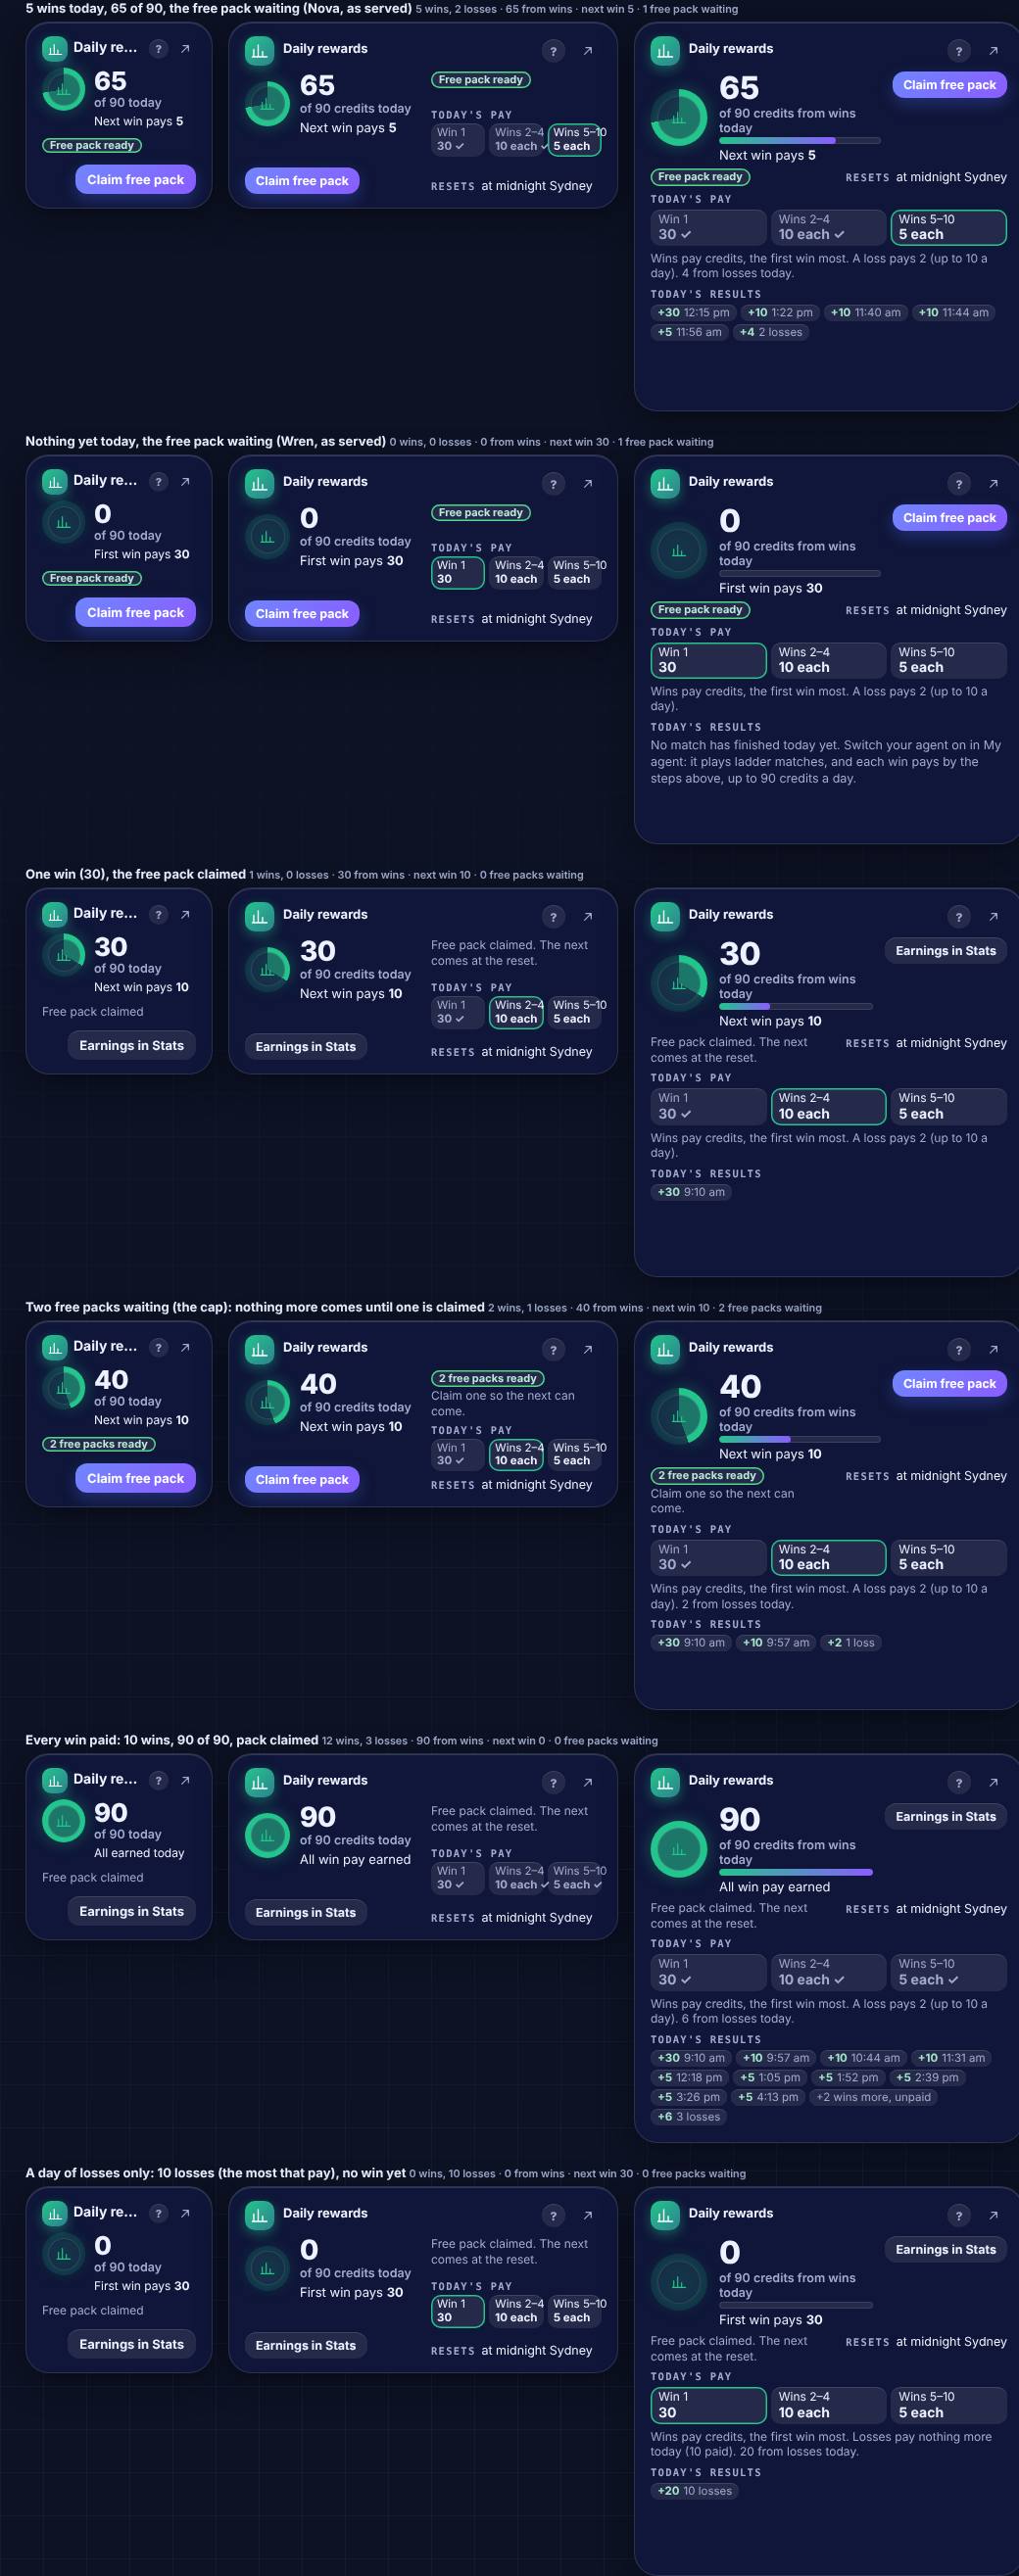 5 wins today, 65 of 90, the free pack waiting (Nova, as served) 5 wins, 2 losses · 65 from wins · next win 5 · 1 free pack waiting
Daily re... ?
65
of 90 today
Next win pays 5
Free pack ready
Claim free pack
Daily rewards ?
65
of 90 credits today
Next win pays 5
Claim free pack
Free pack ready
TODAY'S PAY
Win 1 Wins 2–4 Wins 5–10
30 ✓ 10 each ✓ 5 each
RESETS at midnight Sydney
Daily rewards ?
65
of 90 credits from wins
today
Next win pays 5
Claim free pack
Free pack ready RESETS at midnight Sydney
TODAY'S PAY
Win 1 Wins 2–4 Wins 5–10
30 ✓ 10 each ✓ 5 each
Wins pay credits, the first win most. A loss pays 2 (up to 10 a
day). 4 from losses today.
TODAY'S RESULTS
+30 12:15 pm +10 1:22 pm +10 11:40 am +10 11:44 am
+5 11:56 am +4 2 losses
Nothing yet today, the free pack waiting (Wren, as served) 0 wins, 0 losses · 0 from wins · next win 30 · 1 free pack waiting
Daily re... ?
0
of 90 today
First win pays 30
Free pack ready
Claim free pack
Daily rewards ?
0
of 90 credits today
First win pays 30
Claim free pack
Free pack ready
TODAY'S PAY
Win 1 Wins 2–4 Wins 5–10
30 10 each 5 each
RESETS at midnight Sydney
Daily rewards ?
0
of 90 credits from wins
today
First win pays 30
Claim free pack
Free pack ready RESETS at midnight Sydney
TODAY'S PAY
Win 1 Wins 2–4 Wins 5–10
30 10 each 5 each
Wins pay credits, the first win most. A loss pays 2 (up to 10 a
day).
TODAY'S RESULTS
No match has finished today yet. Switch your agent on in My
agent: it plays ladder matches, and each win pays by the
steps above, up to 90 credits a day.
One win (30), the free pack claimed 1 wins, 0 losses · 30 from wins · next win 10 · 0 free packs waiting
Daily re... ?
30
of 90 today
Next win pays 10
Free pack claimed
Earnings in Stats
Daily rewards ?
30
of 90 credits today
Next win pays 10
Earnings in Stats
Free pack claimed. The next
comes at the reset.
TODAY'S PAY
Win 1 Wins 2–4 Wins 5–10
30 ✓ 10 each 5 each
RESETS at midnight Sydney
Daily rewards ?
30
of 90 credits from wins
today
Next win pays 10
Earnings in Stats
Free pack claimed. The next
comes at the reset.
RESETS at midnight Sydney
TODAY'S PAY
Win 1 Wins 2–4 Wins 5–10
30 ✓ 10 each 5 each
Wins pay credits, the first win most. A loss pays 2 (up to 10 a
day).
TODAY'S RESULTS
+30 9:10 am
Two free packs waiting (the cap): nothing more comes until one is claimed 2 wins, 1 losses · 40 from wins · next win 10 · 2 free packs waiting
Daily re... ?
40
of 90 today
Next win pays 10
2 free packs ready
Claim free pack
Daily rewards ?
40
of 90 credits today
Next win pays 10
Claim free pack
2 free packs ready
Claim one so the next can
come.
TODAY'S PAY
Win 1 Wins 2–4 Wins 5–10
30 ✓ 10 each 5 each
RESETS at midnight Sydney
Daily rewards ?
40
of 90 credits from wins
today
Next win pays 10
Claim free pack
2 free packs ready RESETS at midnight Sydney
Claim one so the next can
come.
TODAY'S PAY
Win 1 Wins 2–4 Wins 5–10
30 ✓ 10 each 5 each
Wins pay credits, the first win most. A loss pays 2 (up to 10 a
day). 2 from losses today.
TODAY'S RESULTS
+30 9:10 am +10 9:57 am +2 1 loss
Every win paid: 10 wins, 90 of 90, pack claimed 12 wins, 3 losses · 90 from wins · next win 0 · 0 free packs waiting
Daily re... ?
90
of 90 today
All earned today
Free pack claimed
Earnings in Stats
Daily rewards ?
90
of 90 credits today
All win pay earned
Earnings in Stats
Free pack claimed. The next
comes at the reset.
TODAY'S PAY
Win 1 Wins 2–4 Wins 5–10
30 ✓ 10 each ✓ 5 each ✓
RESETS at midnight Sydney
Daily rewards ?
90
of 90 credits from wins
today
All win pay earned
Earnings in Stats
Free pack claimed. The next
comes at the reset.
RESETS at midnight Sydney
TODAY'S PAY
Win 1 Wins 2–4 Wins 5–10
30 ✓ 10 each ✓ 5 each ✓
Wins pay credits, the first win most. A loss pays 2 (up to 10 a
day). 6 from losses today.
TODAY'S RESULTS
+30 9:10 am +10 9:57 am +10 10:44 am +10 11:31 am
+5 12:18 pm +5 1:05 pm +5 1:52 pm +5 2:39 pm
+5 3:26 pm +5 4:13 pm +2 wins more, unpaid
+6 3 losses
A day of losses only: 10 losses (the most that pay), no win yet 0 wins, 10 losses · 0 from wins · next win 30 · 0 free packs waiting
Daily re... ?
0
of 90 today
First win pays 30
Free pack claimed
Earnings in Stats
Daily rewards ?
0
of 90 credits today
First win pays 30
Earnings in Stats
Free pack claimed. The next
comes at the reset.
TODAY'S PAY
Win 1 Wins 2–4 Wins 5–10
30 10 each 5 each
RESETS at midnight Sydney
Daily rewards ?
0
of 90 credits from wins
today
First win pays 30
Earnings in Stats
Free pack claimed. The next
comes at the reset.
RESETS at midnight Sydney
TODAY'S PAY
Win 1 Wins 2–4 Wins 5–10
30 10 each 5 each
Wins pay credits, the first win most. Losses pay nothing more
today (10 paid). 20 from losses today.
TODAY'S RESULTS
+20 10 losses